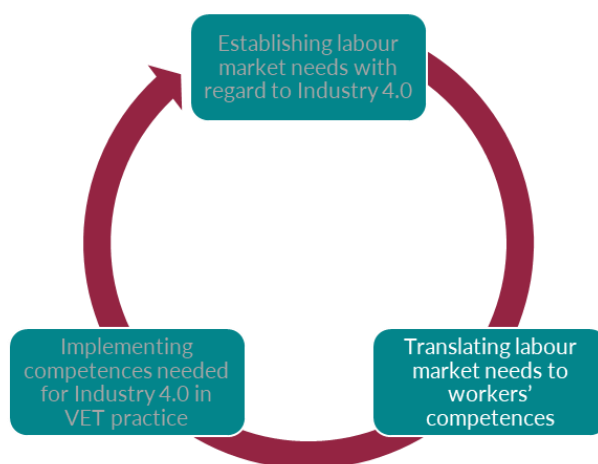 Establishing labour
market needs with
regard to Industry 4.0
Implementing
competences needed
for Industry 4.0 in
VET practice
Translating labour
market needs to
workers'
competences